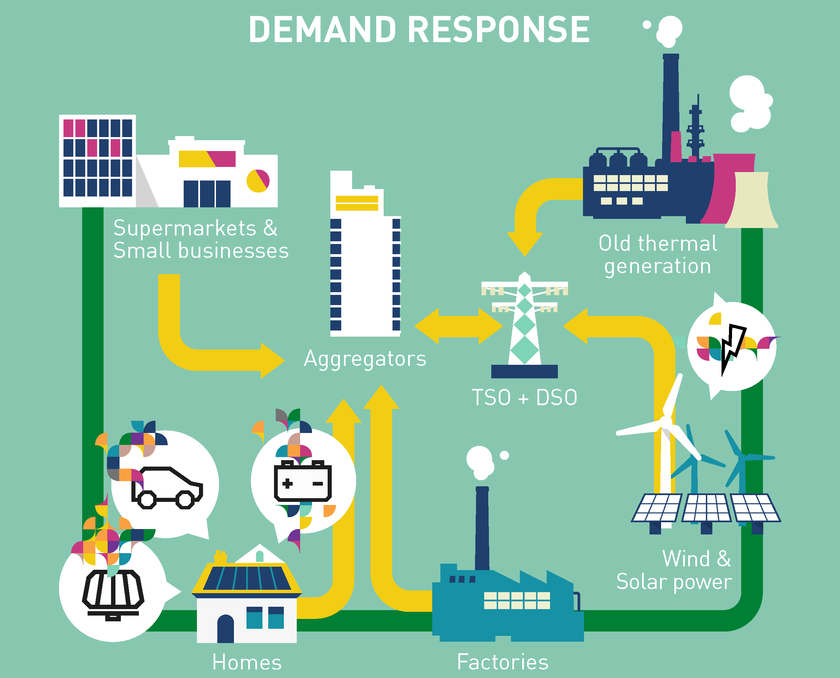 DEMAND RESPONSE
Supermarkets &
Small businesses
Old thermal
generation
Aggregators
TSO + DSO
Wind &
Solar power
Homes
Factories